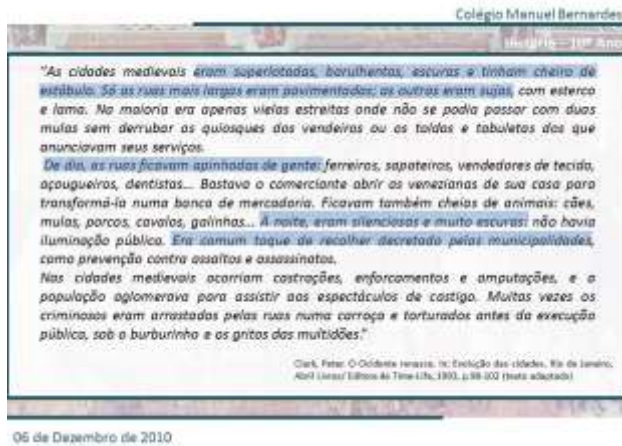 Colégio Manuel Bernardes
História – 10º Ano
"As cidades medievais eram superlotadas, barulhentas, escuras e tinham cheiro de
estábulo. Só as ruas mais largas eram pavimentadas; as outras eram sujas, com esterco
e lama. Na maioria era apenas vielas estreitas onde não se podia passar com duas
mulas sem derrubar os quiosques dos vendeiros ou os toldos e tabuletas dos que
anunciavam seus serviços.
De dia, as ruas ficavam apinhadas de gente: ferreiros, sapateiros, vendedores de tecido,
açougueiros, dentistas... Bastava o comerciante abrir as venezianas de sua casa para
transformá-la numa banca de mercadoria. Ficavam também cheias de animais: cães,
mulas, porcos, cavalos, galinhas... À noite, eram silenciosas e muito escuras: não havia
iluminação pública. Era comum toque de recolher decretado pelas municipalidades,
como prevenção contra assaltos e assassinatos.
Nas cidades medievais ocorriam castrações, enforcamentos e amputações, e a
população aglomerava para assistir aos espectáculos de castigo. Muitas vezes os
criminosos eram arrastados pelas ruas numa carroça e torturados antes da execução
pública, sob o burburinho e os gritos das multidões."
Clark, Peter. O Ocidente renasce. In: Evolução das cidades. Rio de Janeiro,
Abril Livros/ Editora de Time-Life, 1993, p.98-102 (texto adaptado)
06 de Dezembro de 2010